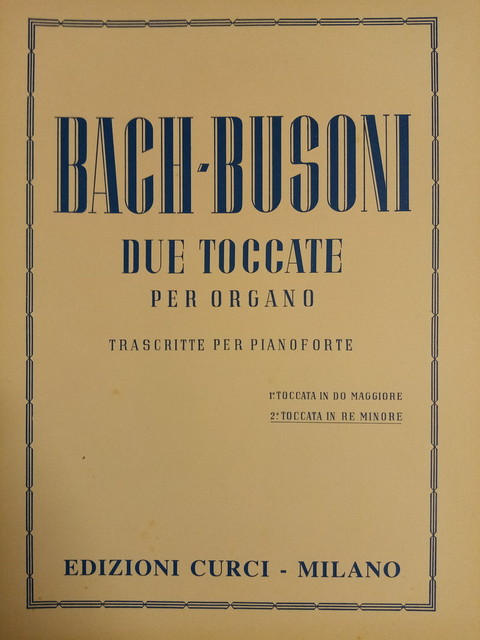 BACH-BUSONI
DUE TOCCATE
PER ORGANO
TRASCRITTE PER PIANOFORTE
1ª TOCCATA IN DO MAGGIORE
2ª TOCCATA IN RE MINORE
EDIZIONI CURCI - MILANO